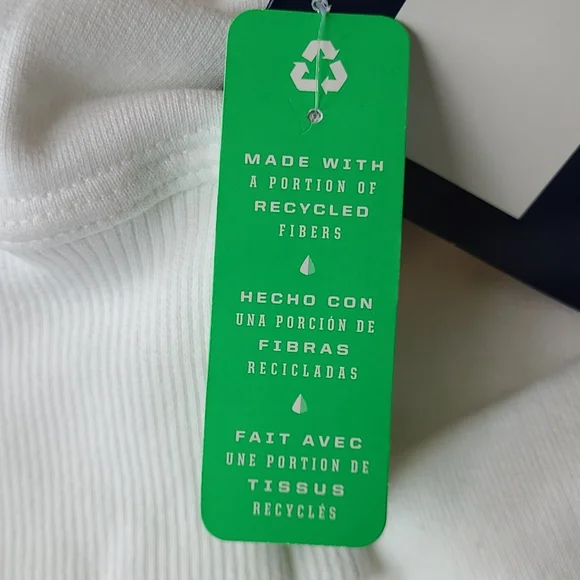 MADE WITH
A PORTION OF
RECYCLED
FIBERS
HECHO CON
UNA PORCIÓN DE
FIBRAS
RECICLADAS
FAIT AVEC
UNE PORTION DE
TISSUS
RECYCLÉS